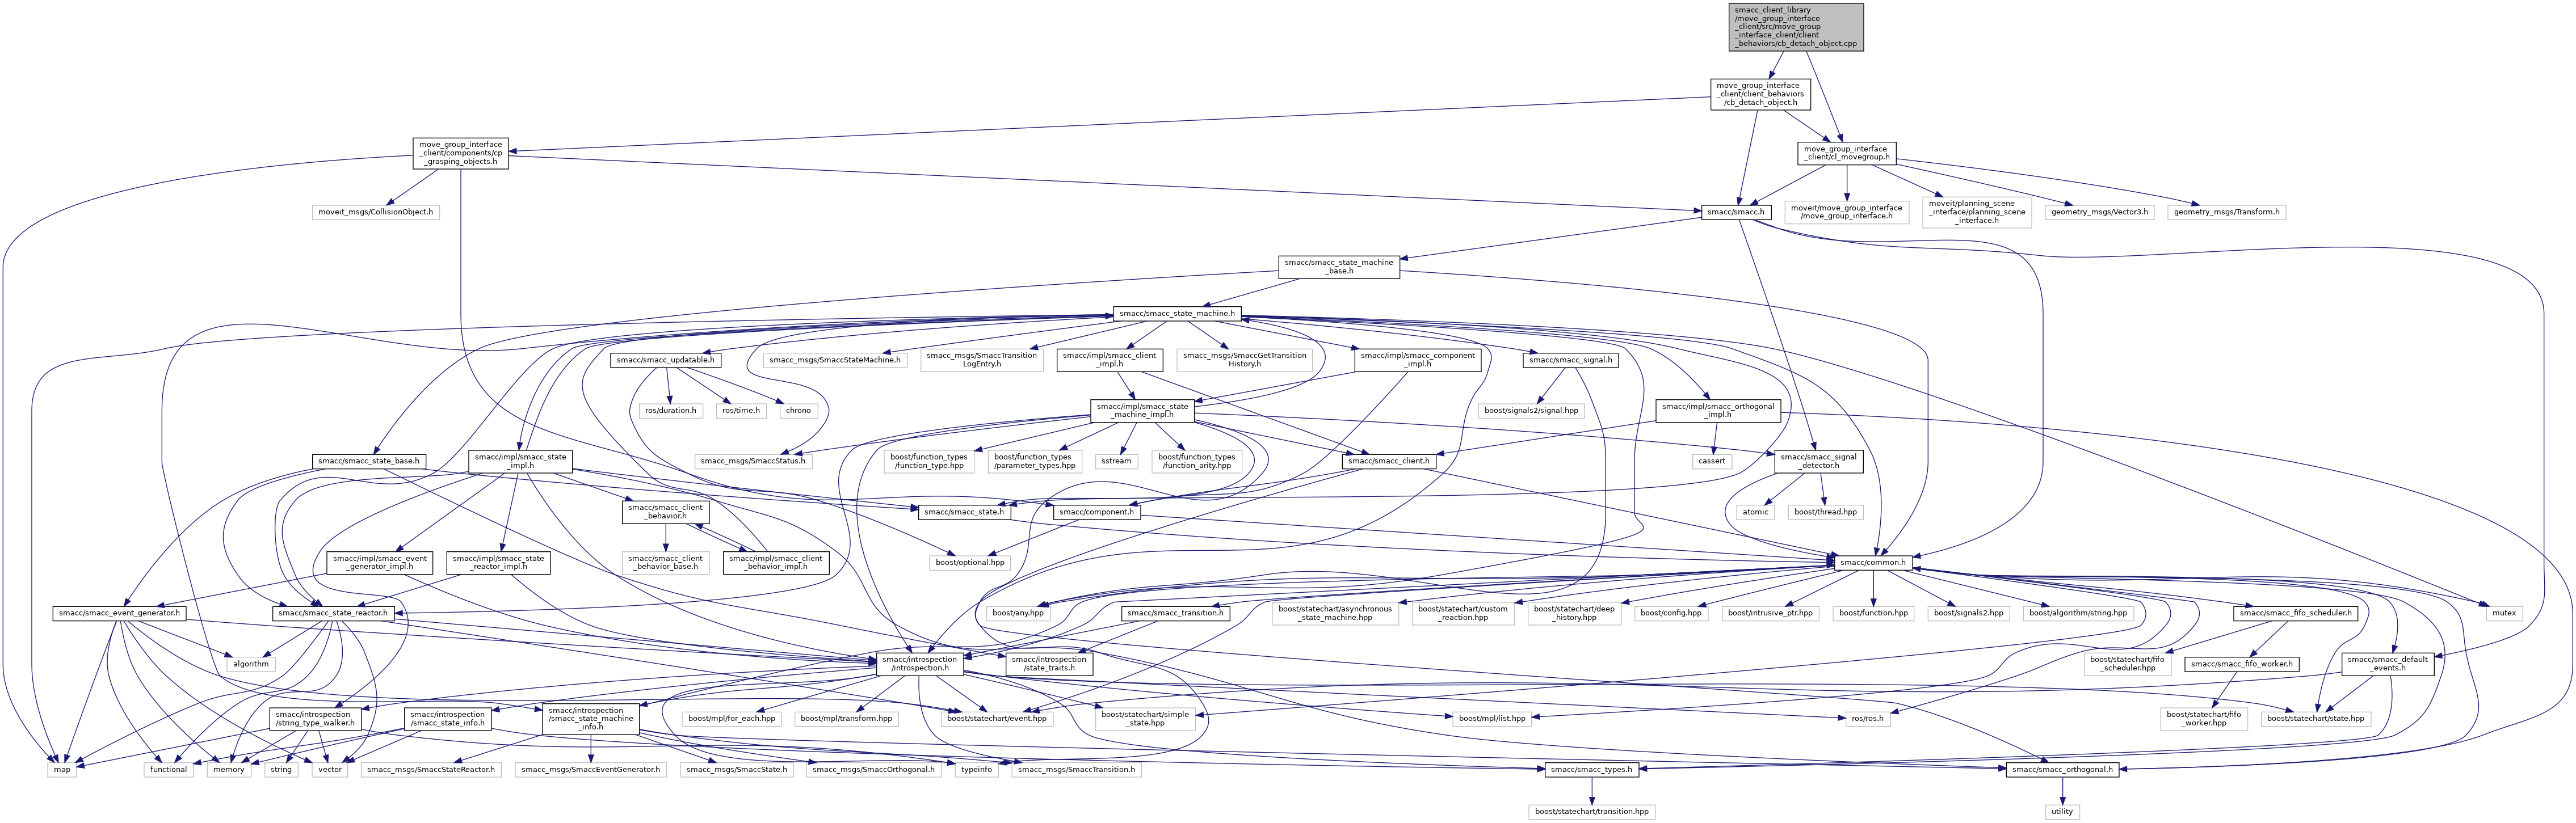 smacc_client_library
/move_group_interface
_client/src/move_group
_interface_client/client
_behaviors/cb_detach_object.cpp
move_group_interface
_client/client_behaviors
/cb_detach_object.h
move_group_interface
_client/components/cp
_grasping_objects.h
move_group_interface
_client/cl_movegroup.h
moveit_msgs/CollisionObject.h
smacc/smacc.h
moveit/move_group_interface
/move_group_interface.h
moveit/planning_scene
_interface/planning_scene
_interface.h
geometry_msgs/Vector3.h
geometry_msgs/Transform.h
smacc/smacc_state_machine
_base.h
smacc/smacc_state_machine.h
smacc/smacc_updatable.h
smacc_msgs/SmaccStateMachine.h
smacc_msgs/SmaccTransition
LogEntry.h
smacc/impl/smacc_client
_impl.h
smacc_msgs/SmaccGetTransition
History.h
smacc/impl/smacc_component
_impl.h
smacc/smacc_signal.h
ros/duration.h
ros/time.h
chrono
smacc/impl/smacc_state
_machine_impl.h
boost/signals2/signal.hpp
smacc/impl/smacc_orthogonal
_impl.h
smacc/smacc_state_base.h
smacc/impl/smacc_state
_impl.h
smacc_msgs/SmaccStatus.h
boost/function_types
/function_type.hpp
boost/function_types
/parameter_types.hpp
sstream
boost/function_types
/function_arity.hpp
smacc/smacc_client.h
cassert
smacc/smacc_signal
_detector.h
smacc/smacc_client
_behavior.h
smacc/smacc_state.h
smacc/component.h
atomic
boost/thread.hpp
smacc/impl/smacc_event
_generator_impl.h
smacc/impl/smacc_state
_reactor_impl.h
smacc/smacc_client
_behavior_base.h
smacc/impl/smacc_client
_behavior_impl.h
boost/optional.hpp
smacc/common.h
smacc/smacc_event_generator.h
smacc/smacc_state_reactor.h
boost/any.hpp
smacc/smacc_transition.h
boost/statechart/asynchronous
_state_machine.hpp
boost/statechart/custom
_reaction.hpp
boost/statechart/deep
_history.hpp
boost/config.hpp
boost/intrusive_ptr.hpp
boost/function.hpp
boost/signals2.hpp
boost/algorithm/string.hpp
smacc/smacc_fifo_scheduler.h
mutex
algorithm
smacc/introspection
/introspection.h
smacc/introspection
/state_traits.h
boost/statechart/fifo
_scheduler.hpp
smacc/smacc_fifo_worker.h
smacc/smacc_default
_events.h
smacc/introspection
/string_type_walker.h
smacc/introspection
/smacc_state_info.h
smacc/introspection
/smacc_state_machine
_info.h
boost/mpl/for_each.hpp
boost/mpl/transform.hpp
boost/statechart/event.hpp
boost/statechart/simple
_state.hpp
boost/mpl/list.hpp
ros/ros.h
boost/statechart/fifo
_worker.hpp
boost/statechart/state.hpp
map
functional
memory
string
vector
smacc_msgs/SmaccStateReactor.h
smacc_msgs/SmaccEventGenerator.h
smacc_msgs/SmaccState.h
smacc_msgs/SmaccOrthogonal.h
typeinfo
smacc_msgs/SmaccTransition.h
smacc/smacc_types.h
smacc/smacc_orthogonal.h
boost/statechart/transition.hpp
utility